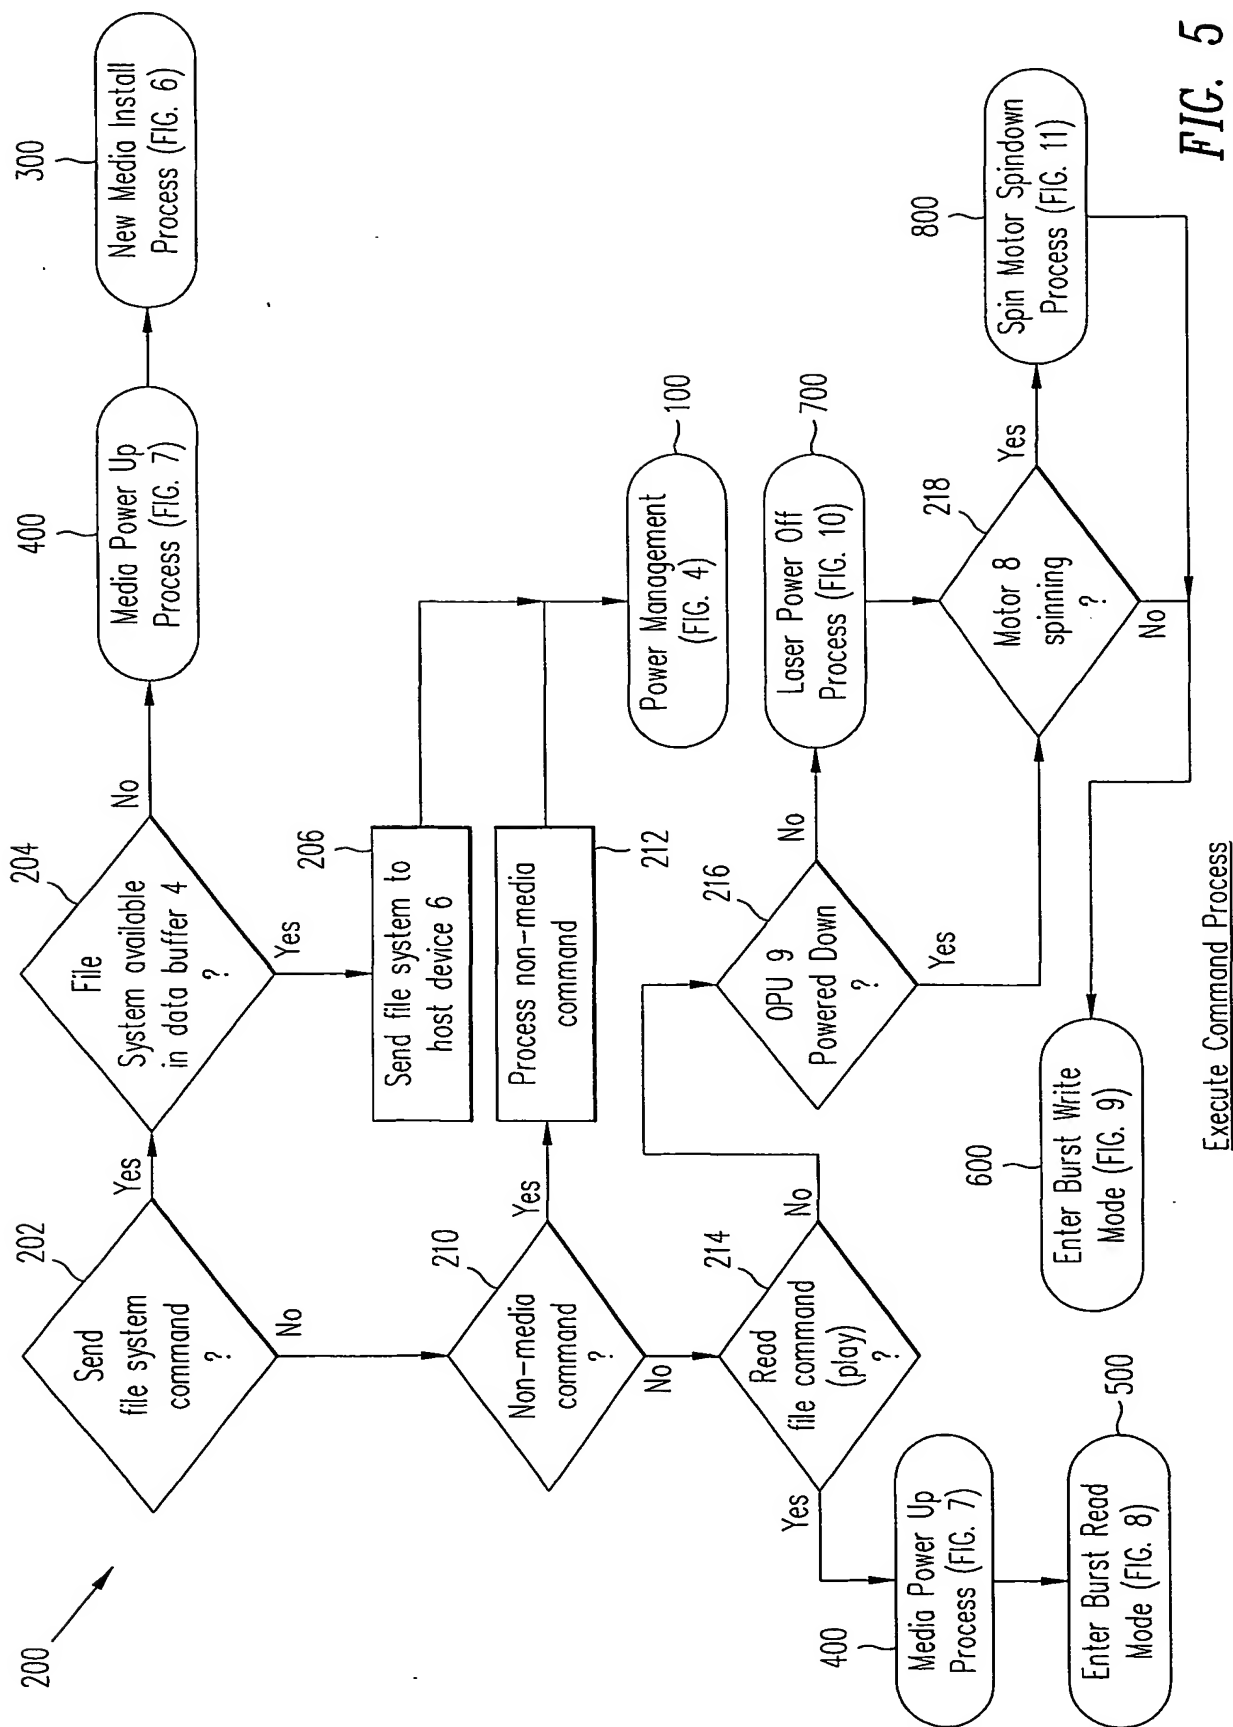 200
202
Send
file system
command
?
Yes
No
204
File
System available
in data buffer 4
?
No
Yes
400
Media Power Up
Process (FIG. 7)
300
New Media Install
Process (FIG. 6)
206
Send file system to
host device 6
210
Non-media
command
?
Yes
No
212
Process non-media
command
100
Power Management
(FIG. 4)
214
Read
file command
(play)
?
Yes
No
400
Media Power Up
Process (FIG. 7)
500
Enter Burst Read
Mode (FIG. 8)
216
OPU 9
Powered Down
?
No
Yes
700
Laser Power Off
Process (FIG. 10)
218
Motor 8
spinning
?
Yes
No
800
Spin Motor Spindown
Process (FIG. 11)
600
Enter Burst Write
Mode (FIG. 9)
Execute Command Process
FIG. 5